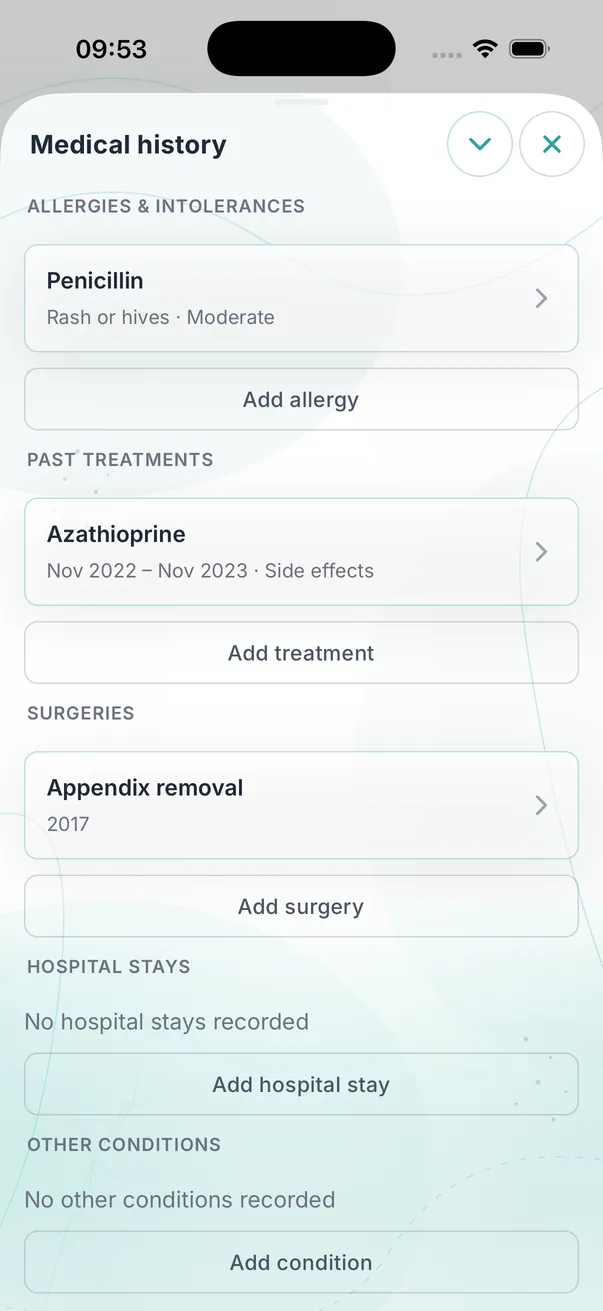 09:53
Medical history
ALLERGIES & INTOLERANCES
Penicillin
Rash or hives · Moderate
Add allergy
PAST TREATMENTS
Azathioprine
Nov 2022 – Nov 2023 · Side effects
Add treatment
SURGERIES
Appendix removal
2017
Add surgery
HOSPITAL STAYS
No hospital stays recorded
Add hospital stay
OTHER CONDITIONS
No other conditions recorded
Add condition